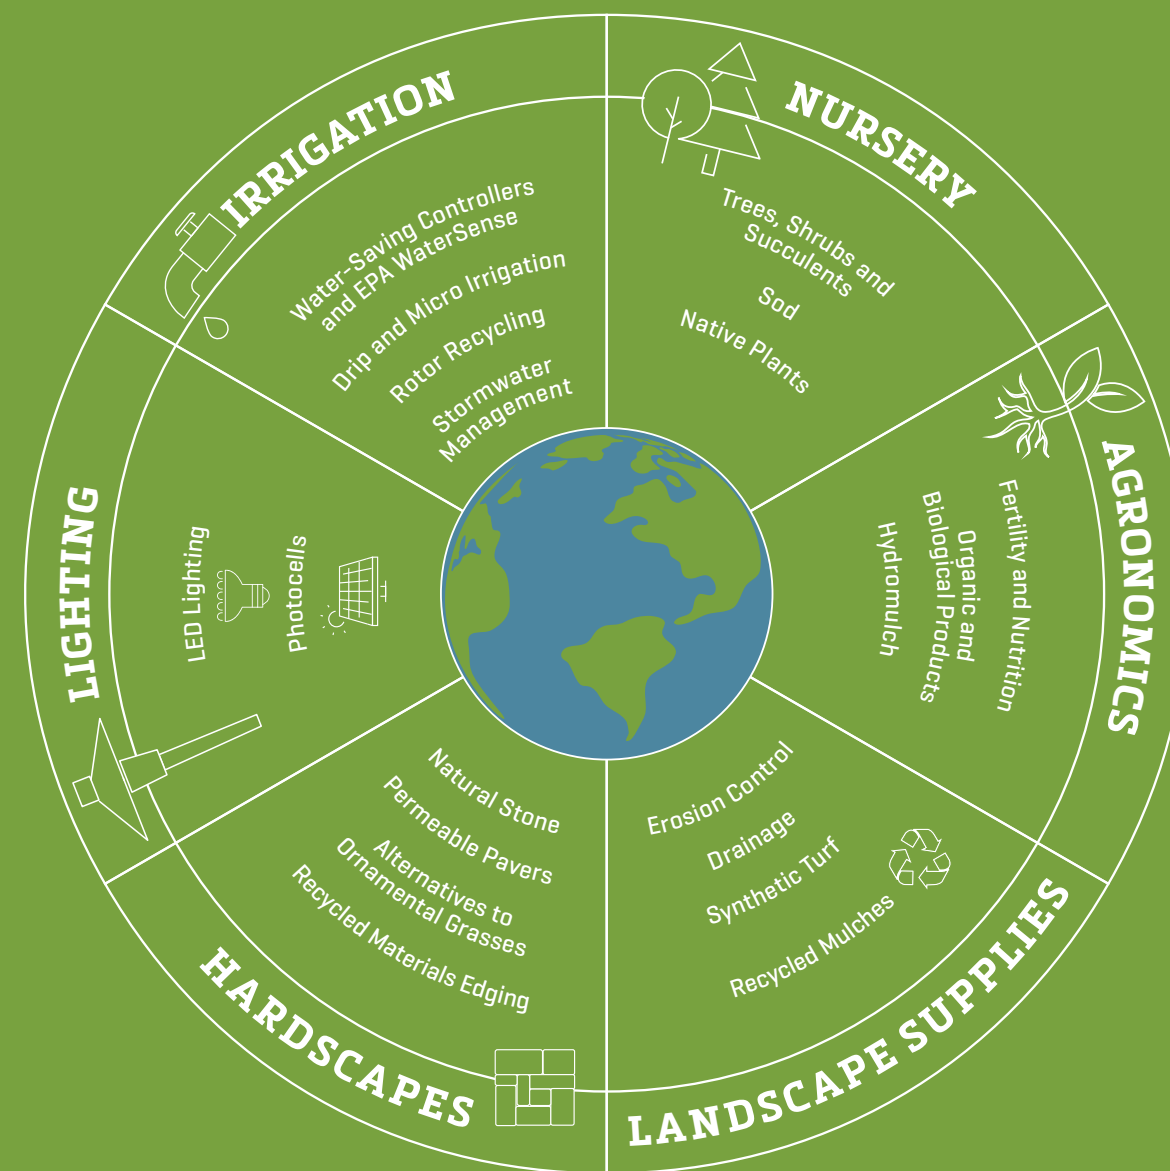 IRRIGATION
Water-Saving Controllers
and EPA WaterSense
Drip and Micro Irrigation
Rotor Recycling
Stormwater
Management
NURSERY
Trees, Shrubs and
Succulents
Sod
Native Plants
AGRONOMICS
Fertility and Nutrition
Organic and
Biological Products
Hydromulch
LANDSCAPE SUPPLIES
Erosion Control
Drainage
Synthetic Turf
Recycled Mulches
HARDSCAPES
Natural Stone
Permeable Pavers
Alternatives to
Ornamental Grasses
Recycled Materials Edging
LIGHTING
LED Lighting
Photocells